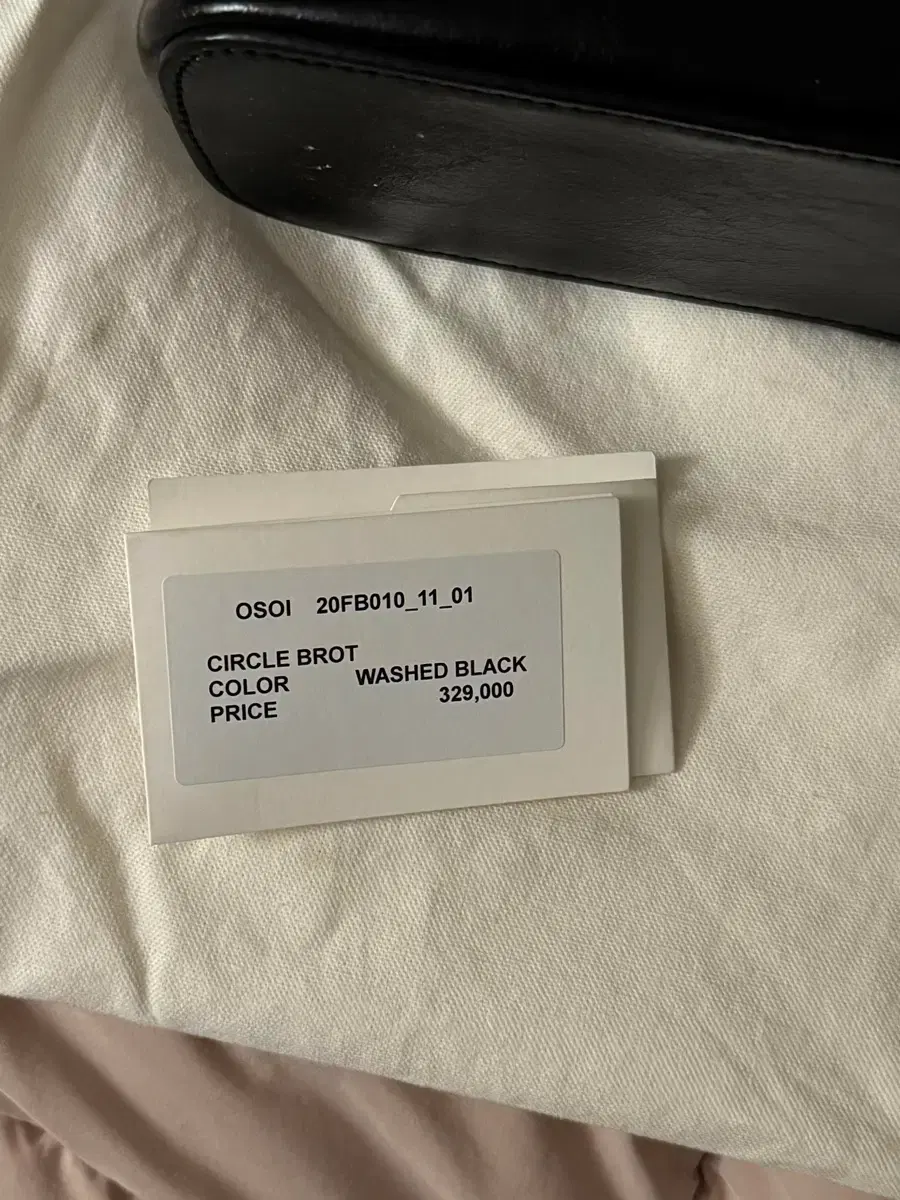 OSOI 20FB010_11_01
CIRCLE BROT
COLOR WASHED BLACK
PRICE 329,000